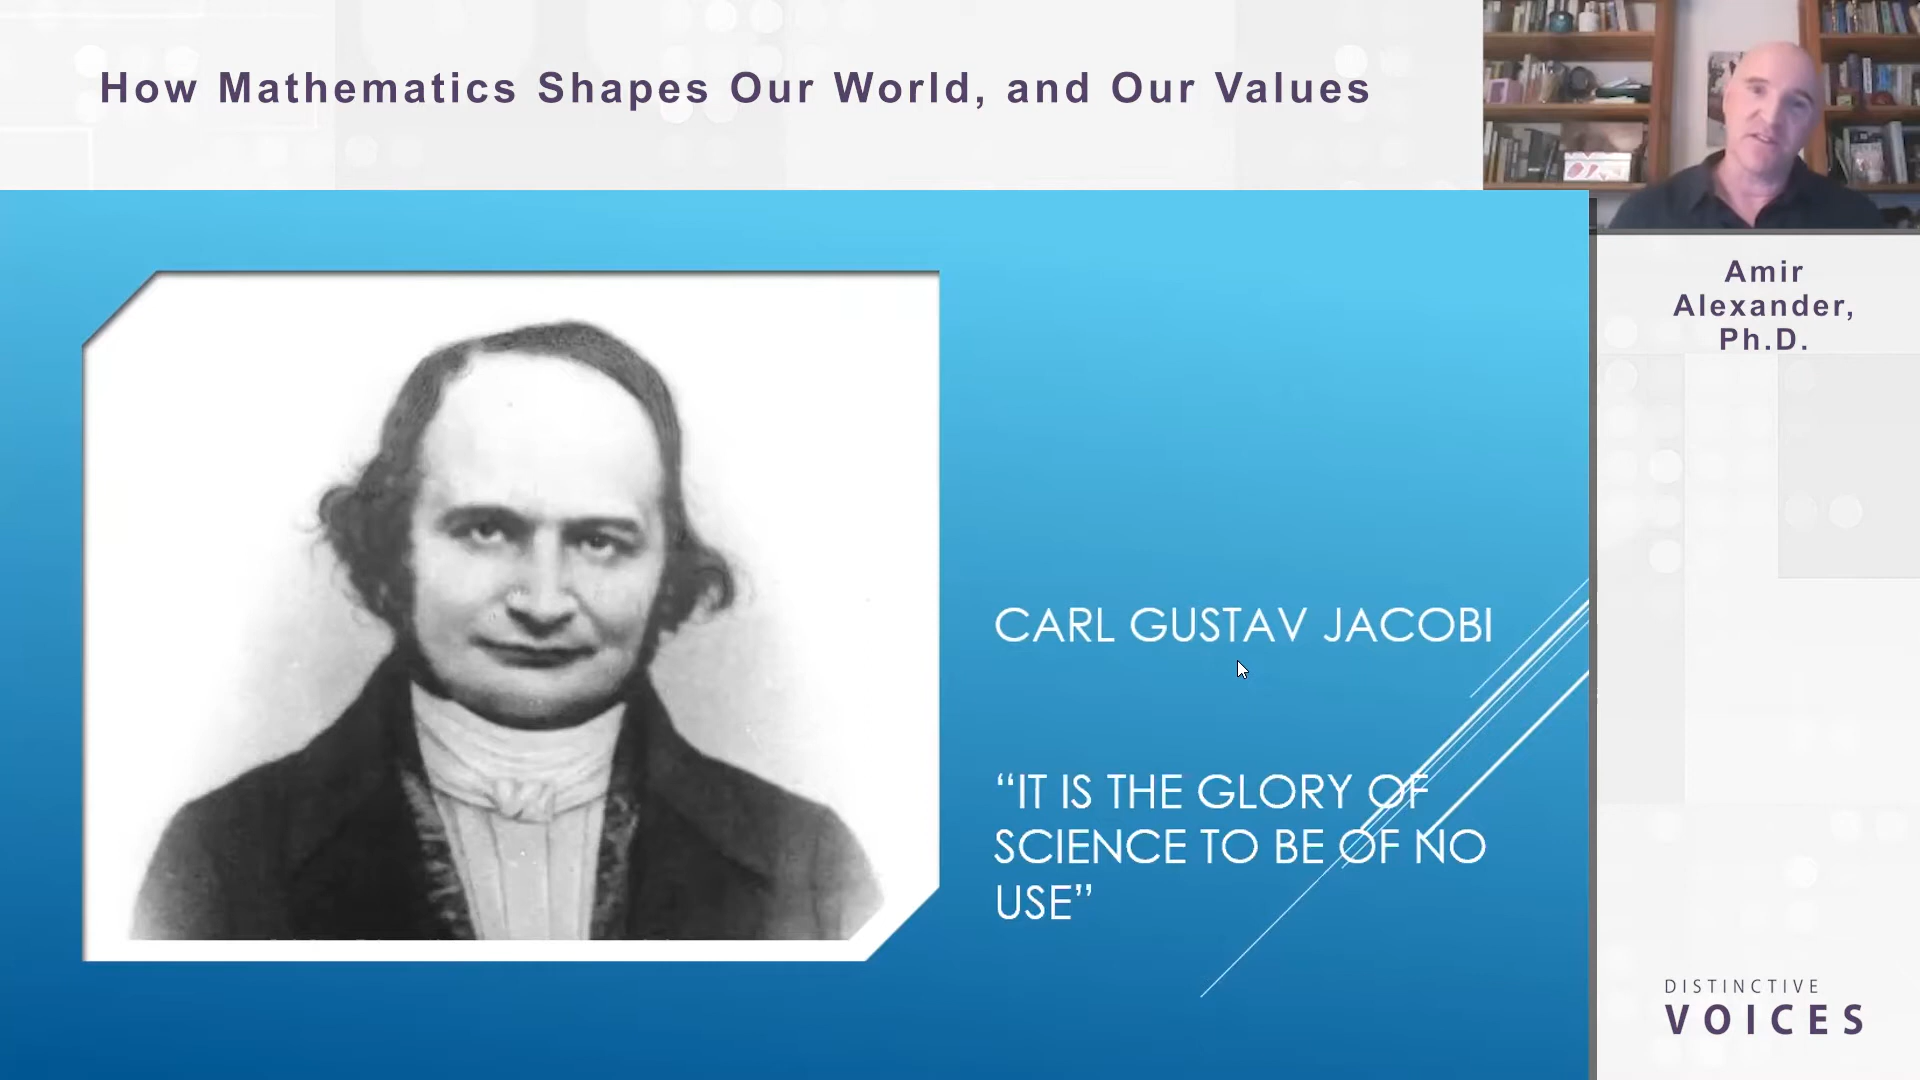 How Mathematics Shapes Our World, and Our Values
Amir
Alexander,
Ph.D.
CARL GUSTAV JACOBI
“IT IS THE GLORY OF
SCIENCE TO BE OF NO
USE”
DISTINCTIVE
VOICES